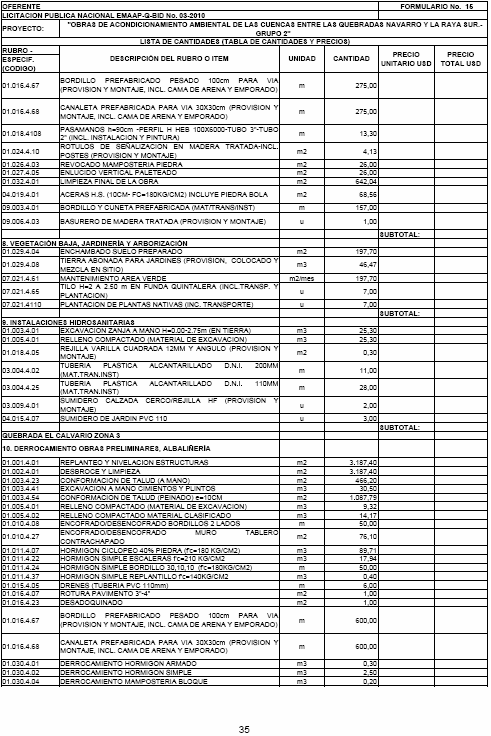 OFERENTE FORMULARIO No. 15
LICITACION PUBLICA NACIONAL EMAAP-Q-BID No. 03-2010
PROYECTO: "OBRAS DE ACONDICIONAMIENTO AMBIENTAL DE LAS CUENCAS ENTRE LAS QUEBRADAS NAVARRO Y LA RAYA SUR.-
GRUPO 2"
LISTA DE CANTIDADES (TABLA DE CANTIDADES Y PRECIOS)
RUBRO - ESPECIF. (CODIGO) DESCRIPCIÓN DEL RUBRO O ITEM UNIDAD CANTIDAD PRECIO UNITARIO USD PRECIO TOTAL USD
01.016.4.67 BORDILLO PREFABRICADO PESADO 100cm PARA VIA
(PROVISION Y MONTAJE, INCL. CAMA DE ARENA Y EMPORADO) m 275,00
01.016.4.68 CANALETA PREFABRICADA PARA VIA 30X30cm (PROVISION Y
MONTAJE, INCL. CAMA DE ARENA Y EMPORADO) m 275,00
01.018.4108 PASAMANOS h=90cm -PERFIL H HEB 100X6000-TUBO 3"-TUBO
2" (INCL. INSTALACION Y PINTURA) m 13,30
01.024.4.10 ROTULOS DE SEÑALIZACION EN MADERA TRATADA-INCL.
POSTES (PROVISION Y MONTAJE) m2 4,13
01.026.4.03 REVOCADO MAMPOSTERIA PIEDRA m2 26,00
01.027.4.05 ENLUCIDO VERTICAL PALETEADO m2 26,00
01.032.4.01 LIMPIEZA FINAL DE LA OBRA m2 642,04
04.019.4.01 ACERAS H.S. (10CM- FC=180KG/CM2) INCLUYE PIEDRA BOLA m2 68,56
09.003.4.01 BORDILLO Y CUNETA PREFABRICADA (MAT/TRANS/INST) m 157,00
09.006.4.03 BASURERO DE MADERA TRATADA (PROVISION Y MONTAJE) u 1,00
SUBTOTAL:
8. VEGETACIÓN BAJA, JARDINERÍA Y ARBORIZACIÓN
01.029.4.04 ENCHAMBADO SUELO PREPARADO m2 197,70
01.029.4.08 TIERRA ABONADA PARA JARDINES (PROVISION, COLOCADO Y
MEZCLA EN SITIO) m3 46,47
07.021.4.61 MANTENIMIENTO AREA VERDE m2/mes 197,70
07.021.4.65 TILO H=2 A 2.50 m EN FUNDA QUINTALERA (INCL.TRANSP. Y
PLANTACION) u 7,00
07.021.4110 PLANTACION DE PLANTAS NATIVAS (INC. TRANSPORTE) u 7,00
SUBTOTAL:
9. INSTALACIONES HIDROSANITARIAS
01.003.4.01 EXCAVACION ZANJA A MANO H=0.00-2.75m (EN TIERRA) m3 25,30
01.005.4.01 RELLENO COMPACTADO (MATERIAL DE EXCAVACION) m3 25,30
01.018.4.05 REJILLA VARILLA CUADRADA 12MM Y ANGULO (PROVISION Y
MONTAJE) m2 0,30
03.004.4.02 TUBERIA PLASTICA ALCANTARILLADO D.N.I. 200MM
(MAT.TRAN.INST) m 11,00
03.004.4.25 TUBERIA PLASTICA ALCANTARILLADO D.N.I. 110MM
(MAT.TRAN.INST) m 28,00
03.009.4.01 SUMIDERO CALZADA CERCO/REJILLA HF (PROVISION Y
MONTAJE) u 2,00
04.015.4.07 SUMIDERO DE JARDIN PVC 110 u 3,00
SUBTOTAL:
QUEBRADA EL CALVARIO ZONA 3
10. DERROCAMIENTO OBRAS PRELIMINARES, ALBAÑILERÍA
01.001.4.01 REPLANTEO Y NIVELACION ESTRUCTURAS m2 3.187,40
01.002.4.01 DESBROCE Y LIMPIEZA m2 3.187,40
01.003.4.23 CONFORMACION DE TALUD (A MANO) m2 466,20
01.003.4.41 EXCAVACION A MANO CIMIENTOS Y PLINTOS m3 30,50
01.003.4.54 CONFORMACION DE TALUD (PEINADO) e=10CM m2 1.087,79
01.005.4.01 RELLENO COMPACTADO (MATERIAL DE EXCAVACION) m3 9,32
01.005.4.02 RELLENO COMPACTADO MATERIAL CLASIFICADO m3 14,17
01.010.4.08 ENCOFRADO/DESENCOFRADO BORDILLOS 2 LADOS m 50,00
01.010.4.27 ENCOFRADO/DESENCOFRADO MURO TABLERO
CONTRACHAPADO m2 76,10
01.011.4.07 HORMIGON CICLOPEO 40% PIEDRA (f'c=180 KG/CM2) m3 89,71
01.011.4.22 HORMIGON SIMPLE ESCALERAS f'c=210 KG/CM2 m3 17,94
01.011.4.24 HORMIGON SIMPLE BORDILLO 30,10,10 (f'c=180KG/CM2) m 50,00
01.011.4.37 HORMIGON SIMPLE REPLANTILLO f'c=140KG/CM2 m3 0,40
01.015.4.05 DRENES (TUBERIA PVC 110mm) m 6,00
01.016.4.07 ROTURA PAVIMENTO 3"-4" m2 1,00
01.016.4.23 DESADOQUINADO m2 1,00
01.016.4.67 BORDILLO PREFABRICADO PESADO 100cm PARA VIA
(PROVISION Y MONTAJE, INCL. CAMA DE ARENA Y EMPORADO) m 600,00
01.016.4.68 CANALETA PREFABRICADA PARA VIA 30X30cm (PROVISION Y
MONTAJE, INCL. CAMA DE ARENA Y EMPORADO) m 600,00
01.030.4.01 DERROCAMIENTO HORMIGON ARMADO m3 0,30
01.030.4.02 DERROCAMIENTO HORMIGON SIMPLE m3 2,50
01.030.4.04 DERROCAMIENTO MAMPOSTERIA BLOQUE m3 0,20
35